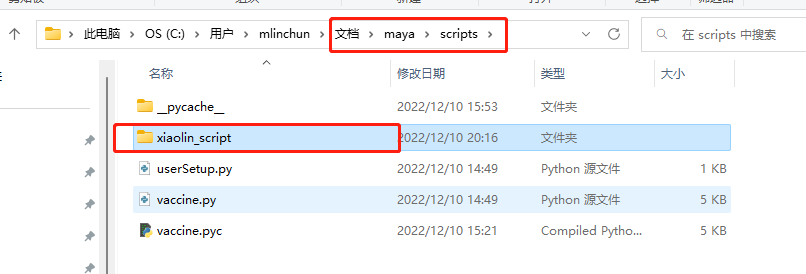 此电脑 > OS (C:) > 用户 > mlinchun > 文档 > maya > scripts >
在 scripts 中搜索
名称 修改日期 类型 大小
__pycache__ 2022/12/10 15:53 文件夹
xiaolin_script 2022/12/10 20:16 文件夹
userSetup.py 2022/12/10 14:49 Python 源文件 1 KB
vaccine.py 2022/12/10 14:49 Python 源文件 5 KB
vaccine.pyc 2022/12/10 15:21 Compiled Pytho... 5 KB